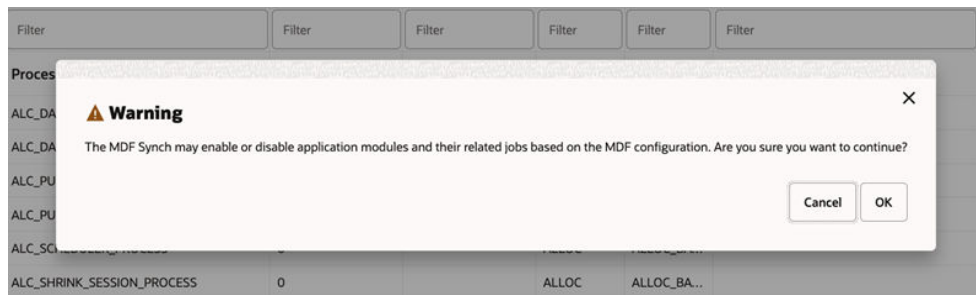 Filter Filter Filter Filter Filter Filter
Proces
⚠ Warning
ALC_DA
ALC_DA
The MDF Synch may enable or disable application modules and their related jobs based on the MDF configuration. Are you sure you want to continue?
ALC_PU
Cancel OK
ALC_PU
ALC_SHRINK_SESSION_PROCESS 0 ALLOC ALLOC_BA...